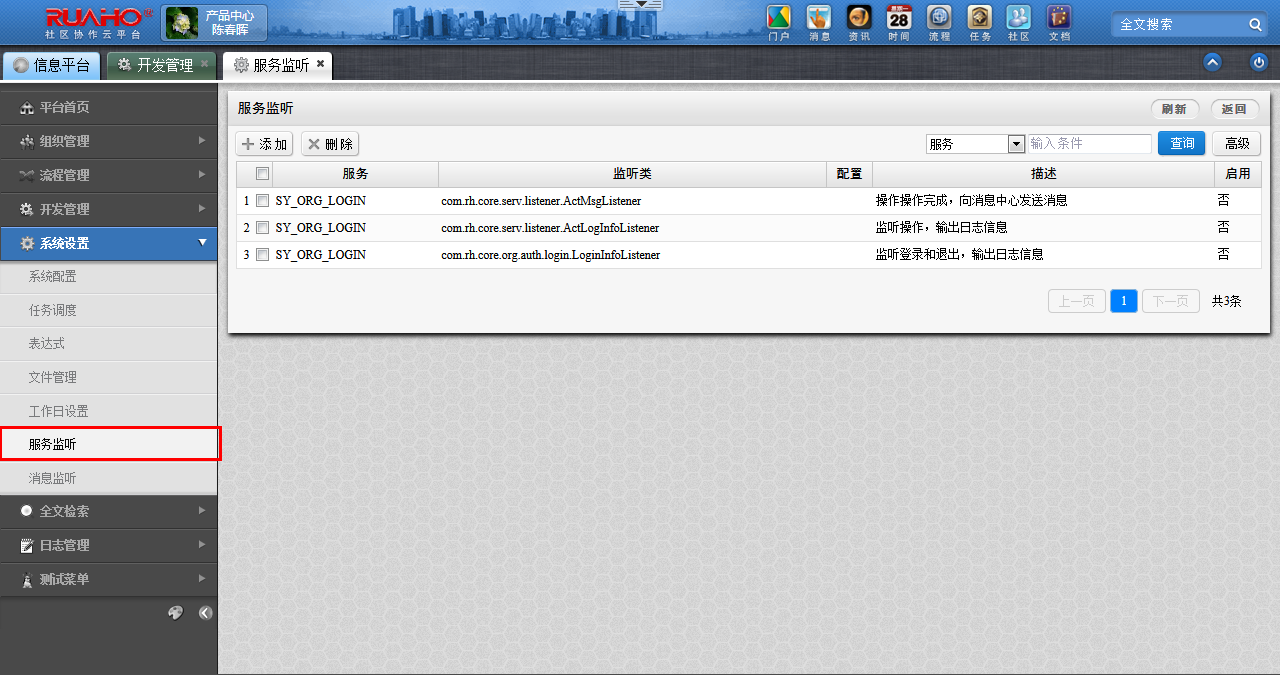 RUAHO®
社区协作云平台
产品中心
陈春晖
门户
消息
资讯
星期一
28
时间
流程
任务
社区
文档
全文搜索
信息平台
开发管理
服务监听
平台首页
组织管理
流程管理
开发管理
系统设置
系统配置
任务调度
表达式
文件管理
工作日设置
服务监听
消息监听
全文检索
日志管理
测试菜单
服务监听
刷新 返回
添加 删除
服务 输入条件 查询 高级
服务 监听类 配置 描述 启用
1 SY_ORG_LOGIN com.rh.core.serv.listener.ActMsgListener 操作操作完成，向消息中心发送消息 否
2 SY_ORG_LOGIN com.rh.core.serv.listener.ActLogInfoListener 监听操作，输出日志信息 否
3 SY_ORG_LOGIN com.rh.core.org.auth.login.LoginInfoListener 监听登录和退出，输出日志信息 否
上一页 1 下一页 共3条